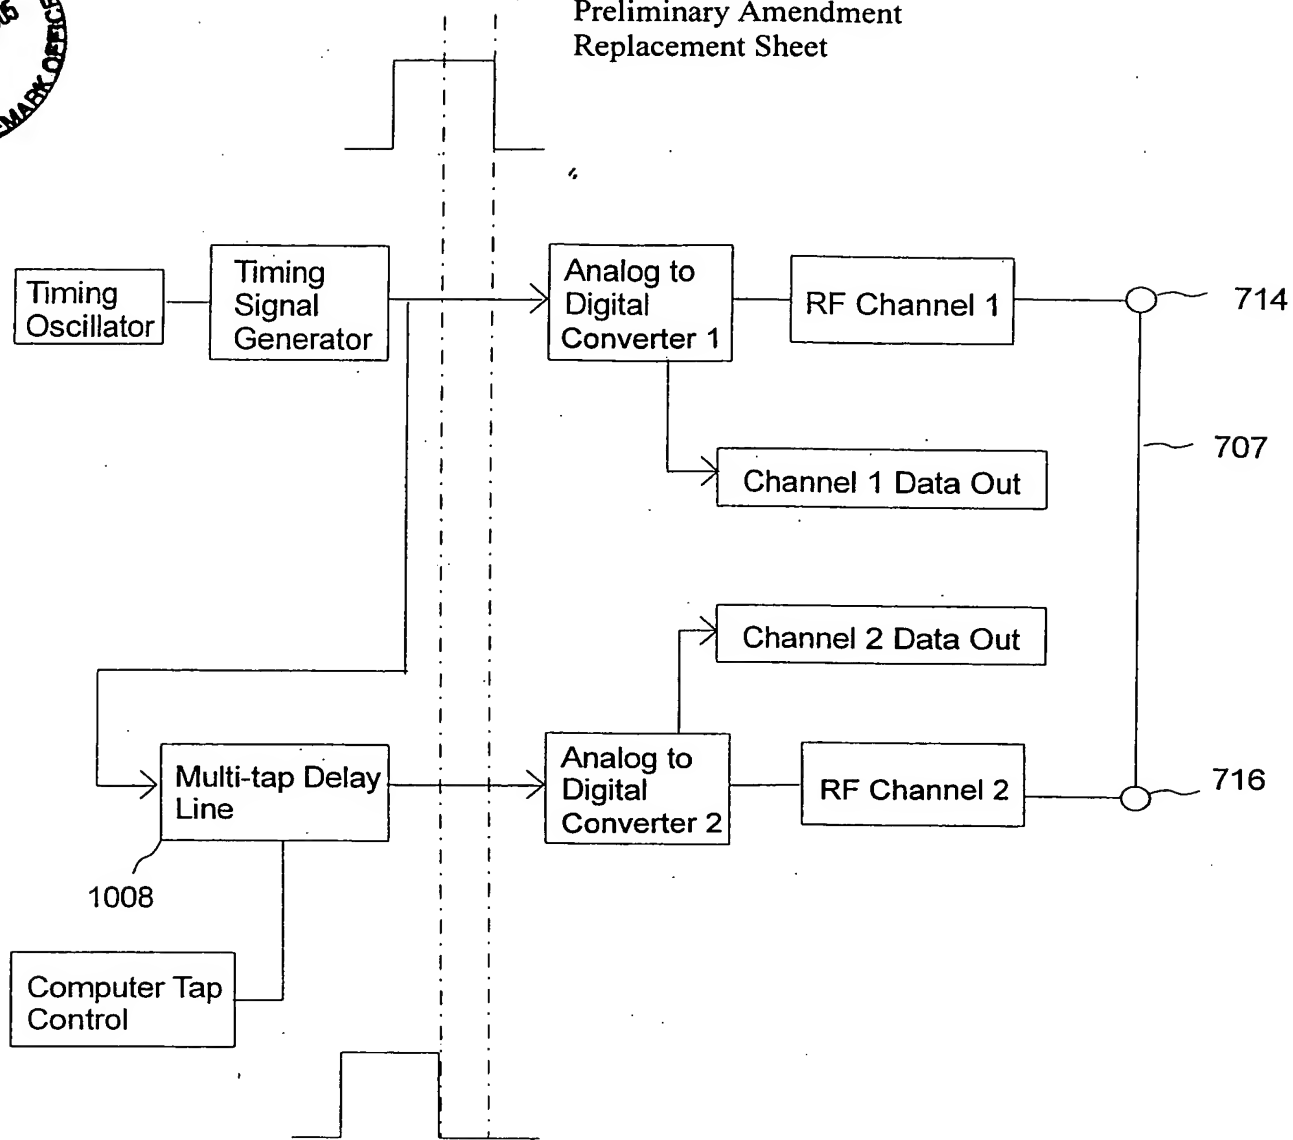 Preliminary Amendment
Replacement Sheet
MARK OFFICE
Timing
Oscillator
Timing
Signal
Generator
Analog to
Digital
Converter 1
RF Channel 1
714
707
Channel 1 Data Out
Channel 2 Data Out
Multi-tap Delay
Line
1008
Analog to
Digital
Converter 2
RF Channel 2
716
Computer Tap
Control